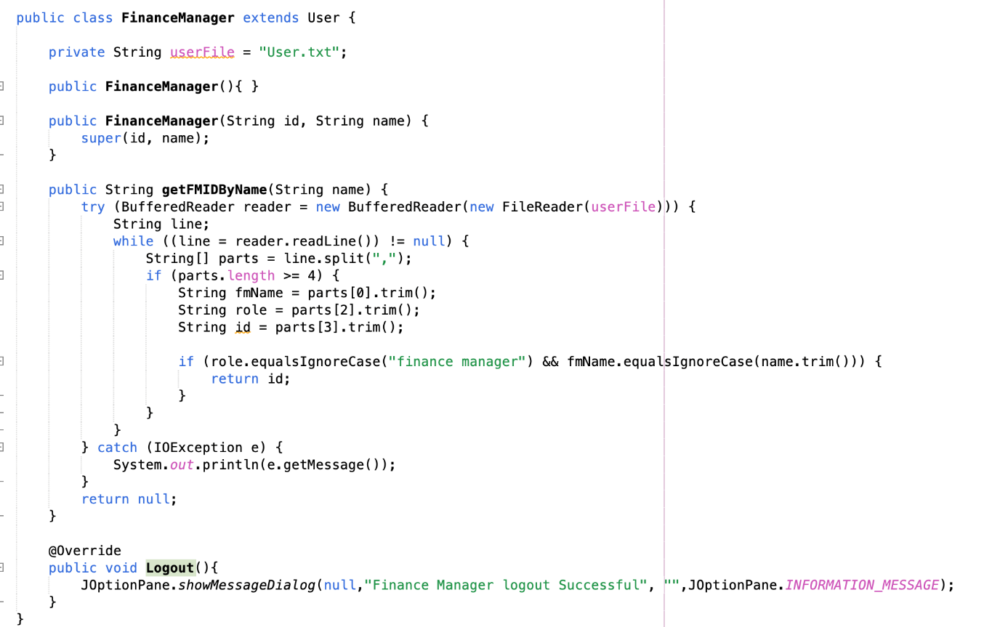 public class FinanceManager extends User {
private String userFile = "User.txt";
public FinanceManager(){ }
public FinanceManager(String id, String name) {
super(id, name);
}
public String getFMIDByName(String name) {
try (BufferedReader reader = new BufferedReader(new FileReader(userFile))) {
String line;
while ((line = reader.readLine()) != null) {
String[] parts = line.split(",");
if (parts.length >= 4) {
String fmName = parts[0].trim();
String role = parts[2].trim();
String id = parts[3].trim();
if (role.equalsIgnoreCase("finance manager") && fmName.equalsIgnoreCase(name.trim())) {
return id;
}
}
}
} catch (IOException e) {
System.out.println(e.getMessage());
}
return null;
}
@Override
public void Logout(){
JOptionPane.showMessageDialog(null,"Finance Manager logout Successful", "",JOptionPane.INFORMATION_MESSAGE);
}
}